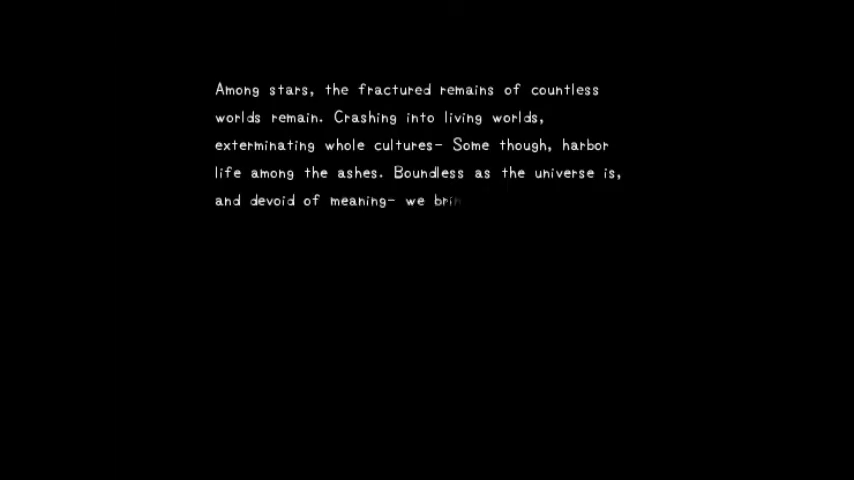 Among stars, the fractured remains of countless
worlds remain. Crashing into living worlds,
exterminating whole cultures- Some though, harbor
life among the ashes. Boundless as the universe is,
and devoid of meaning- we brin